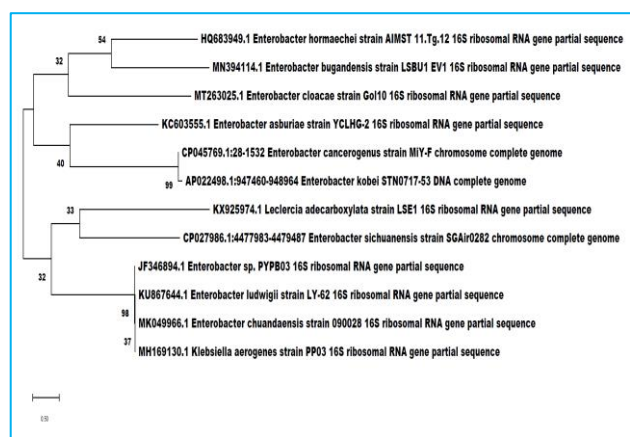 54
HQ683949.1 Enterobacter hormaechei strain AIMST 11.Tg.12 16S ribosomal RNA gene partial sequence
32
MN394114.1 Enterobacter bugandensis strain LSBU1 EV1 16S ribosomal RNA gene partial sequence
MT263025.1 Enterobacter cloacae strain Gol10 16S ribosomal RNA gene partial sequence
KC603555.1 Enterobacter asburiae strain YCLHG-2 16S ribosomal RNA gene partial sequence
40
CP045769.1:28-1532 Enterobacter cancerogenus strain MiY-F chromosome complete genome
99
AP022498.1:947460-948964 Enterobacter kobei STN0717-53 DNA complete genome
33
KX925974.1 Leclercia adecarboxylata strain LSE1 16S ribosomal RNA gene partial sequence
CP027986.1:4477983-4479487 Enterobacter sichuanensis strain SGAir0282 chromosome complete genome
32
JF346894.1 Enterobacter sp. PYPB03 16S ribosomal RNA gene partial sequence
KU867644.1 Enterobacter ludwigii strain LY-62 16S ribosomal RNA gene partial sequence
98
MK049966.1 Enterobacter chuandaensis strain 090028 16S ribosomal RNA gene partial sequence
37
MH169130.1 Klebsiella aerogenes strain PP03 16S ribosomal RNA gene partial sequence